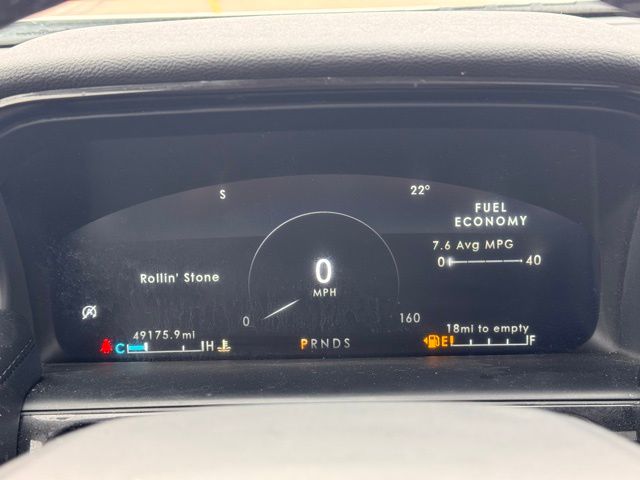 S
22°
FUEL
ECONOMY
7.6 Avg MPG
0 40
Rollin' Stone
0
MPH
0 160
49175.9mi
18mi to empty
C H
PRNDS
E F